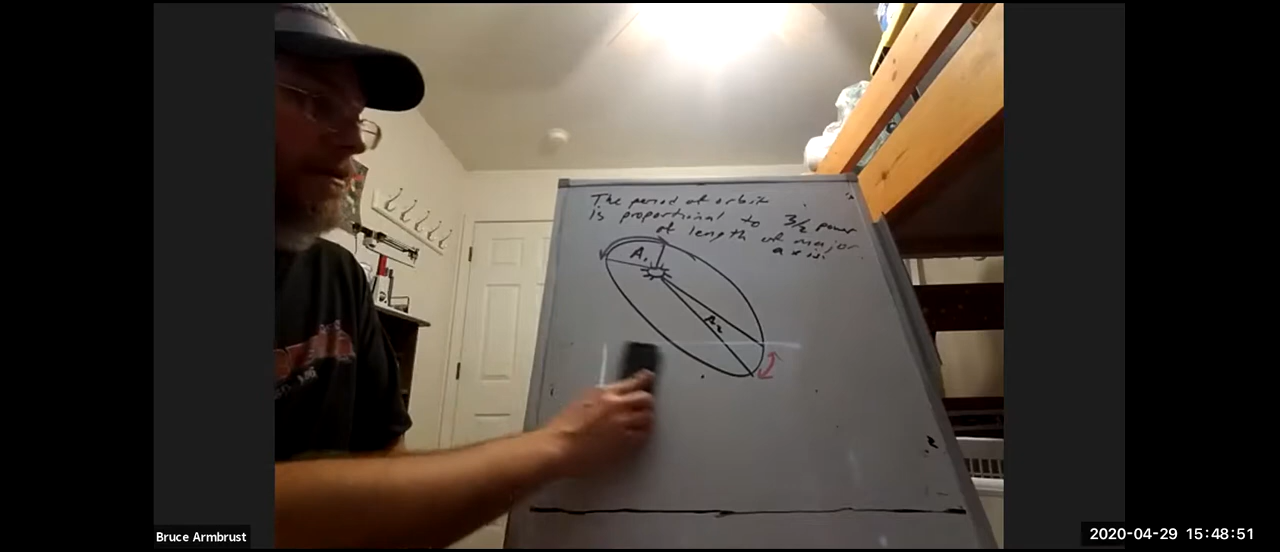 The period of orbit
is proportional to 3/2 power
of length of major
axis.
A₁
A₂
Bruce Armbrust
2020-04-29 15:48:51